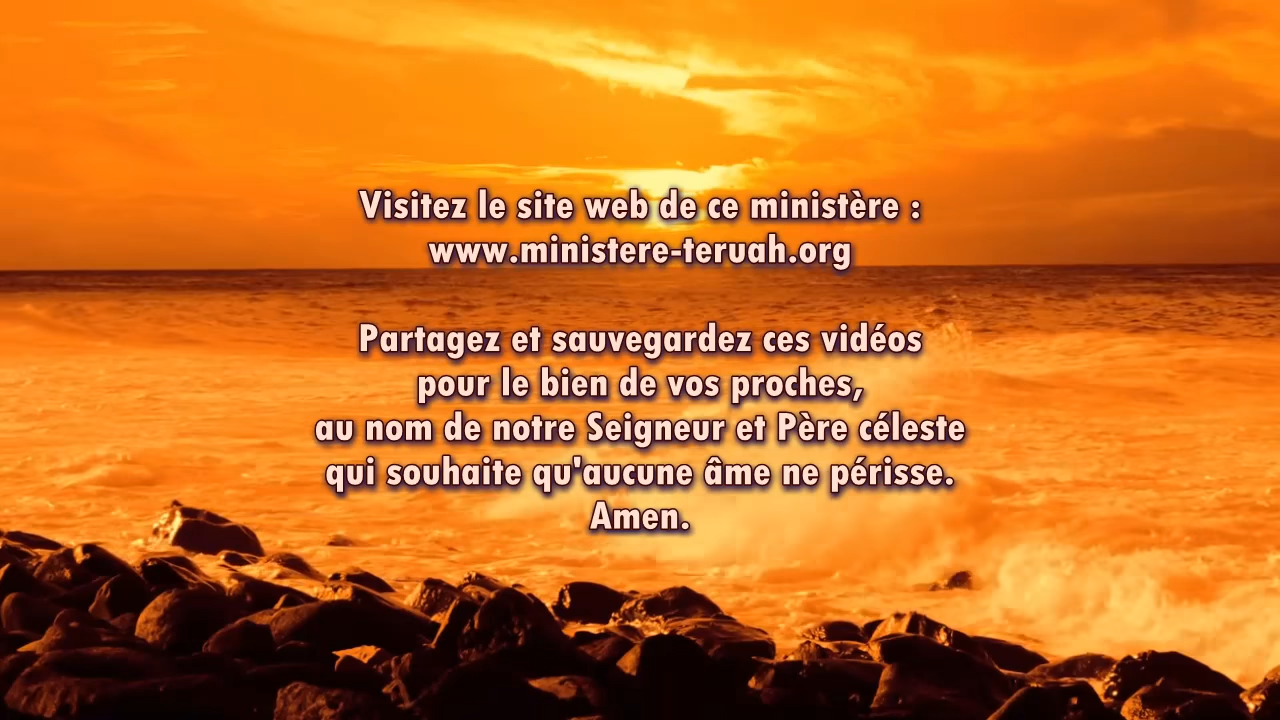 Visitez le site web de ce ministère :
www.ministere-teruah.org
Partagez et sauvegardez ces vidéos
pour le bien de vos proches,
au nom de notre Seigneur et Père céleste
qui souhaite qu'aucune âme ne périsse.
Amen.